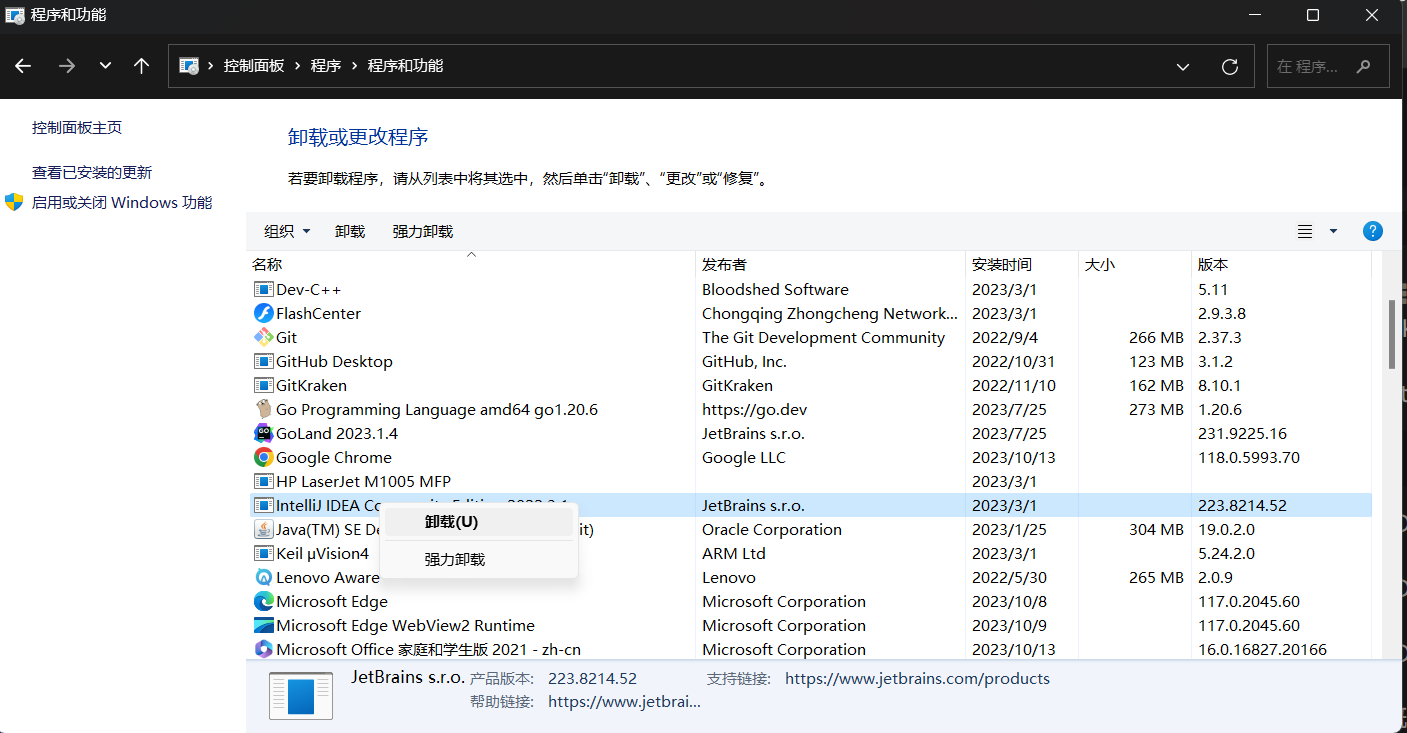 程序和功能
控制面板 程序 程序和功能 在 程序...
控制面板主页
查看已安装的更新
启用或关闭 Windows 功能
卸载或更改程序
若要卸载程序，请从列表中将其选中，然后单击“卸载”、“更改”或“修复”。
组织 卸载 强力卸载 ?
名称 发布者 安装时间 大小 版本
Dev-C++ Bloodshed Software 2023/3/1 5.11
FlashCenter Chongqing Zhongcheng Network... 2023/3/1 2.9.3.8
Git The Git Development Community 2022/9/4 266 MB 2.37.3
GitHub Desktop GitHub, Inc. 2022/10/31 123 MB 3.1.2
GitKraken GitKraken 2022/11/10 162 MB 8.10.1
Go Programming Language amd64 go1.20.6 https://go.dev 2023/7/25 273 MB 1.20.6
GoLand 2023.1.4 JetBrains s.r.o. 2023/7/25 231.9225.16
Google Chrome Google LLC 2023/10/13 118.0.5993.70
HP LaserJet M1005 MFP 2023/3/1
IntelliJ IDEA JetBrains s.r.o. 2023/3/1 223.8214.52
Java(TM) SE De it) Oracle Corporation 2023/1/25 304 MB 19.0.2.0
Keil µVision4 ARM Ltd 2023/3/1 5.24.2.0
Lenovo Aware Lenovo 2022/5/30 265 MB 2.0.9
Microsoft Edge Microsoft Corporation 2023/10/8 117.0.2045.60
Microsoft Edge WebView2 Runtime Microsoft Corporation 2023/10/9 117.0.2045.60
Microsoft Office 家庭和学生版 2021 - zh-cn Microsoft Corporation 2023/10/13 16.0.16827.20166
卸载(U)
强力卸载
JetBrains s.r.o. 产品版本: 223.8214.52 支持链接: https://www.jetbrains.com/products
帮助链接: https://www.jetbrai...